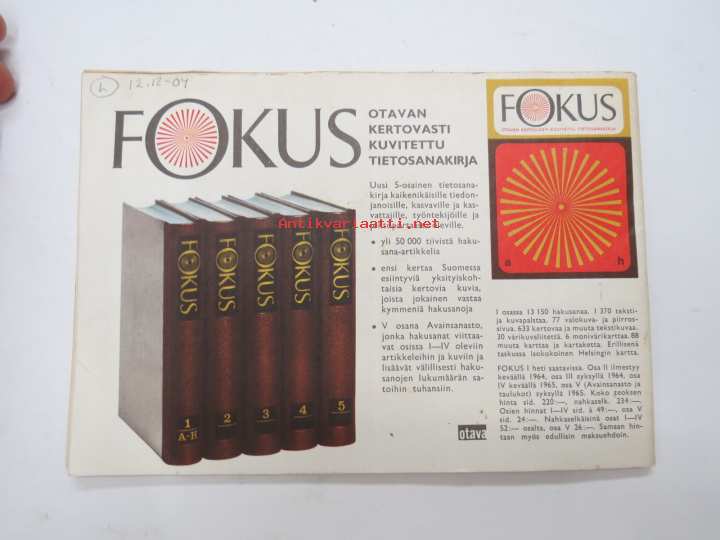 h 12.12-04
FOKUS
OTAVAN
KERTOVASTI
KUVITETTU
TIETOSANAKIRJA
Uusi 5-osainen tietosana-
kirja kaikenikäisille tiedon-
janoisille, kasvaville ja kas-
vattajille, työntekijöille ja
Antikvariaatti.net
• yli 50 000 tiivistä haku-
sana-artikkelia
• ensi kertaa Suomessa
esiintyviä yksityiskoh-
taisia kertovia kuvia,
joista jokainen vastaa
kymmeniä hakusanoja
• V osana Avainsanasto,
jonka hakusanat viittaa-
vat osissa I—IV oleviin
artikkeleihin ja kuviin ja
lisäävät välillisesti haku-
sanojen lukumäärän sa-
toihin tuhansiin.
otava
FOKUS
FOKUS
FOKUS
FOKUS
FOKUS
1
A-H
2
3
4
5
FOKUS
OTAVAN KERTOVASTI KUVITETTU TIETOSANAKIRJA
a h
I osassa 13 150 hakusanaa. 1 370 teksti-
ja kuvapalstaa. 77 valokuva- ja piirros-
sivua. 633 kertovaa ja muuta tekstikuvaa.
30 värikuvaliitettä. 6 monivärikarttaa. 88
muuta karttaa ja kartaketta. Erillisenä
taskussa isokokoinen Helsingin kartta.
FOKUS I heti saatavissa. Osa II ilmestyy
keväällä 1964, osa III syksyllä 1964, osa
IV keväällä 1965, osa V (Avainsanasto ja
taulukot) syksyllä 1965. Koko teoksen
hinta sid. 220:—, nahkaselk. 234:—.
Osien hinnat I—IV sid. à 49:—, osa V
sid. 24:—. Nahkaselkäisinä osat I—IV
52:— osalta, osa V 26:—. Samaan hin-
taan myös edullisin maksuehdoin.